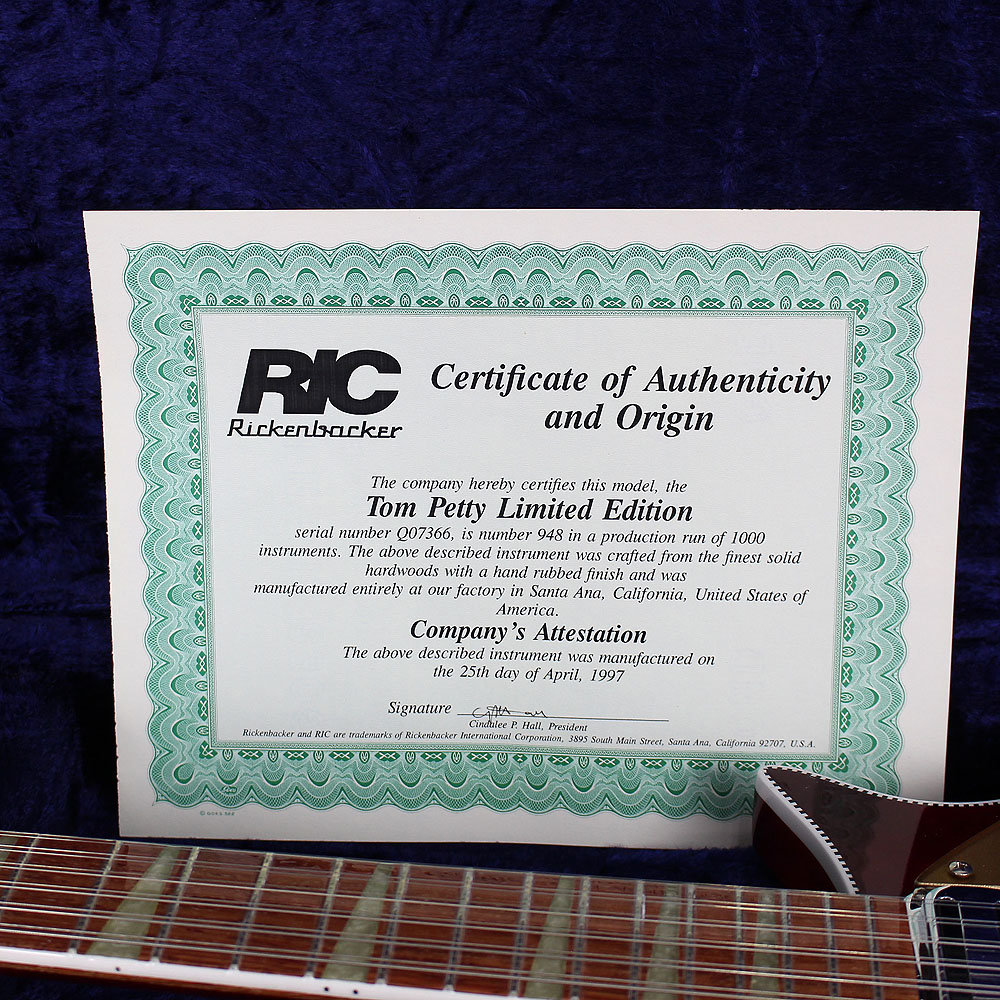 RIC
Rickenbacker
Certificate of Authenticity
and Origin
The company hereby certifies this model, the
Tom Petty Limited Edition
serial number Q07366, is number 948 in a production run of 1000
instruments. The above described instrument was crafted from the finest solid
hardwoods with a hand rubbed finish and was
manufactured entirely at our factory in Santa Ana, California, United States of
America.
Company's Attestation
The above described instrument was manufactured on
the 25th day of April, 1997
Signature
Cindalee P. Hall, President
Rickenbacker and RIC are trademarks of Rickenbacker International Corporation, 3895 South Main Street, Santa Ana, California 92707, U.S.A.